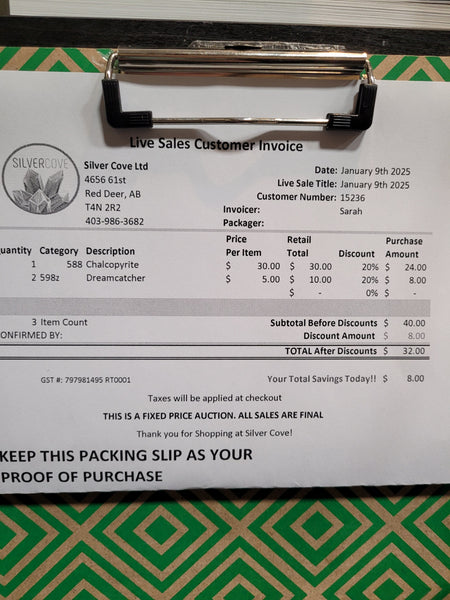 Live Sales Customer Invoice
SILVERCOVE
Silver Cove Ltd
4656 61st
Red Deer, AB
T4N 2R2
403-986-3682
Date: January 9th 2025
Live Sale Title: January 9th 2025
Customer Number: 15236
Invoicer: Sarah
Packager:
Quantity Category Description Price Per Item Retail Total Discount Purchase Amount
1 588 Chalcopyrite $ 30.00 $ 30.00 20% $ 24.00
2 598z Dreamcatcher $ 5.00 $ 10.00 20% $ 8.00
$ - 0% $ -
3 Item Count Subtotal Before Discounts $ 40.00
CONFIRMED BY: Discount Amount $ 8.00
TOTAL After Discounts $ 32.00
GST #: 797981495 RT0001 Your Total Savings Today!! $ 8.00
Taxes will be applied at checkout
THIS IS A FIXED PRICE AUCTION. ALL SALES ARE FINAL
Thank you for Shopping at Silver Cove!
KEEP THIS PACKING SLIP AS YOUR
PROOF OF PURCHASE